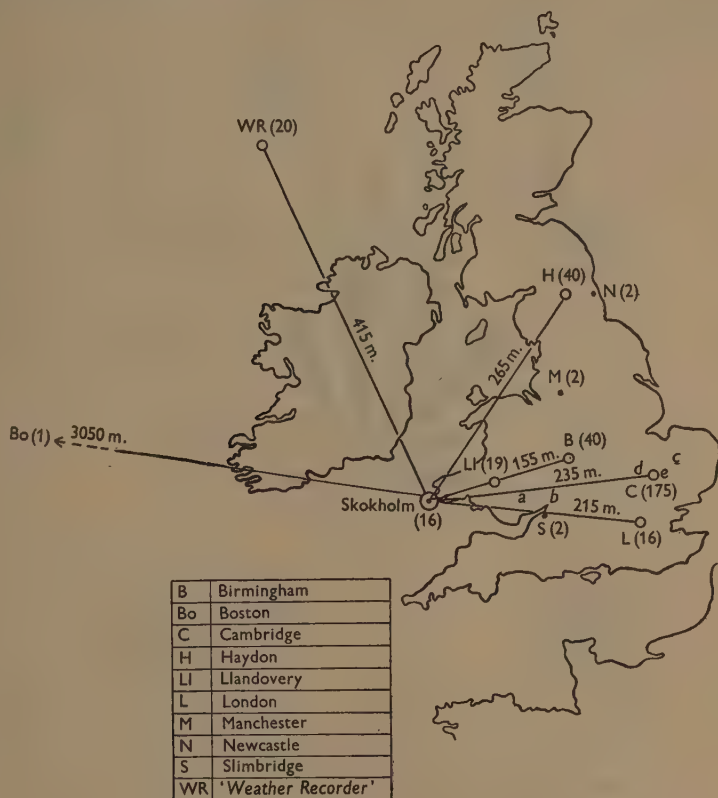 WR (20)
H (40)
N (2)
415 m.
265 m.
M (2)
Bo (1)
3050 m.
B (40)
Ll (19)
155 m.
d
c
e
235 m.
C (175)
Skokholm
(16)
a
b
215 m.
S (2)
L (16)
B Birmingham
Bo Boston
C Cambridge
H Haydon
Ll Llandovery
L London
M Manchester
N Newcastle
S Slimbridge
WR 'Weather Recorder'